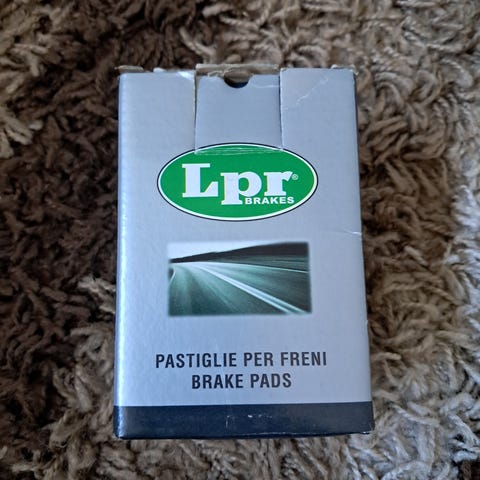 Lpr®
BRAKES
PASTIGLIE PER FRENI
BRAKE PADS